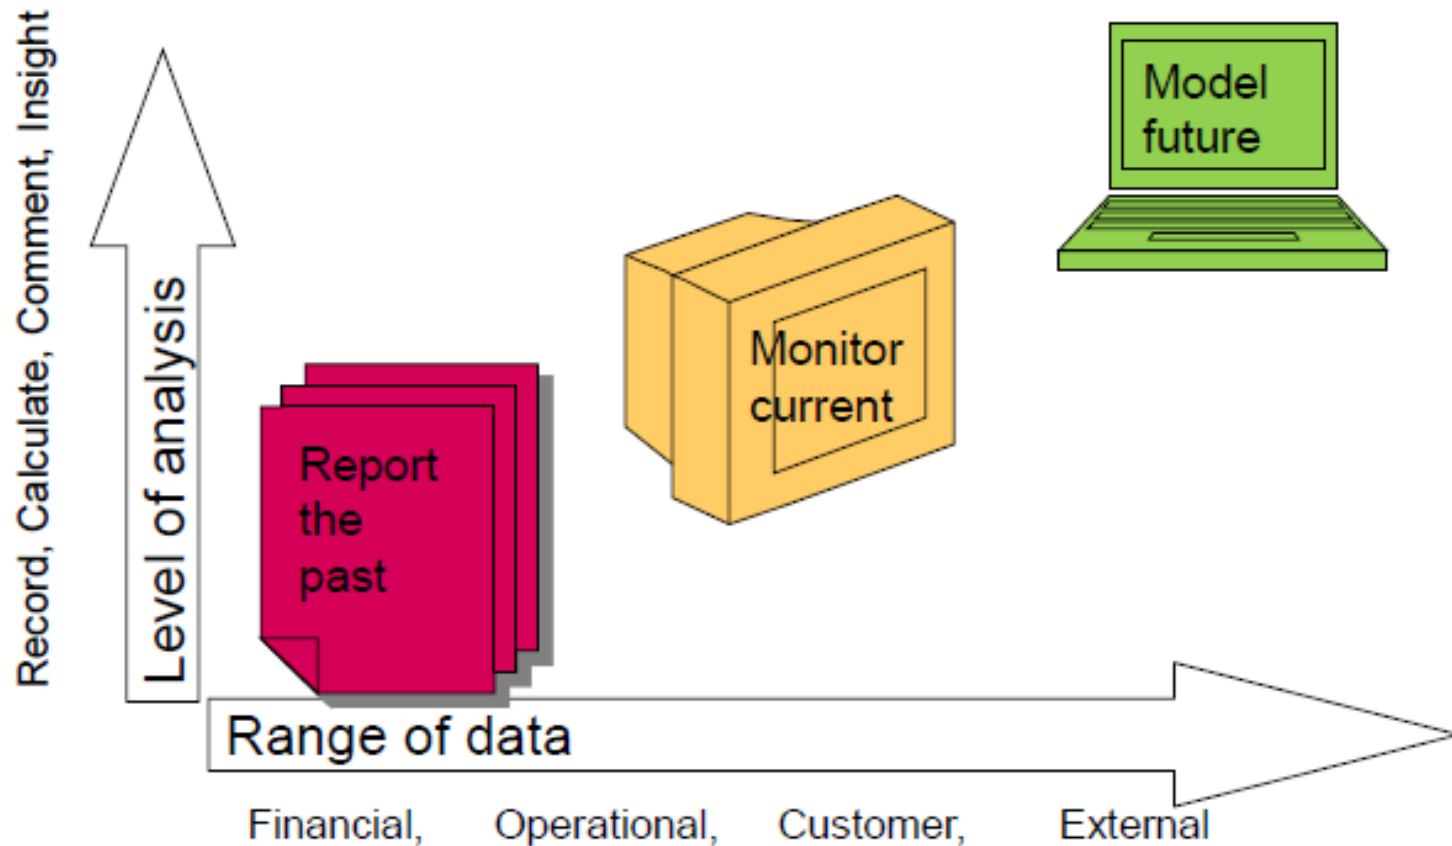 Record, Calculate, Comment, Insight
Level of analysis
Model
future
Monitor
current
Report
the
past
Range of data
Financial, Operational, Customer, External